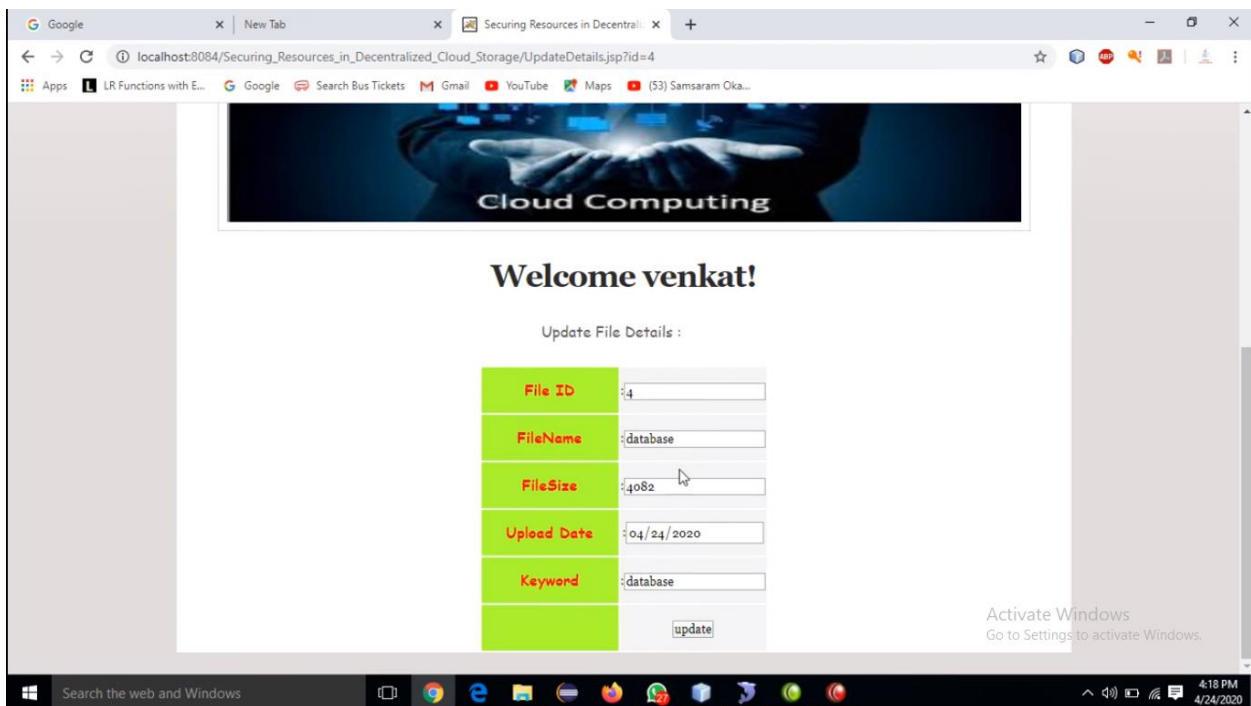 Google
New Tab
Securing Resources in Decentrali
localhost:8084/Securing_Resources_in_Decentralized_Cloud_Storage/UpdateDetails.jsp?id=4
ABP
Apps
L LR Functions with E...
G Google
Search Bus Tickets
M Gmail
YouTube
Maps
(53) Samsaram Oka...
Cloud Computing
Welcome venkat!
Update File Details :
File ID :4
FileName :database
FileSize :4082
Upload Date :04/24/2020
Keyword :database
update
Activate Windows
Go to Settings to activate Windows.
Search the web and Windows
27
4:18 PM
4/24/2020